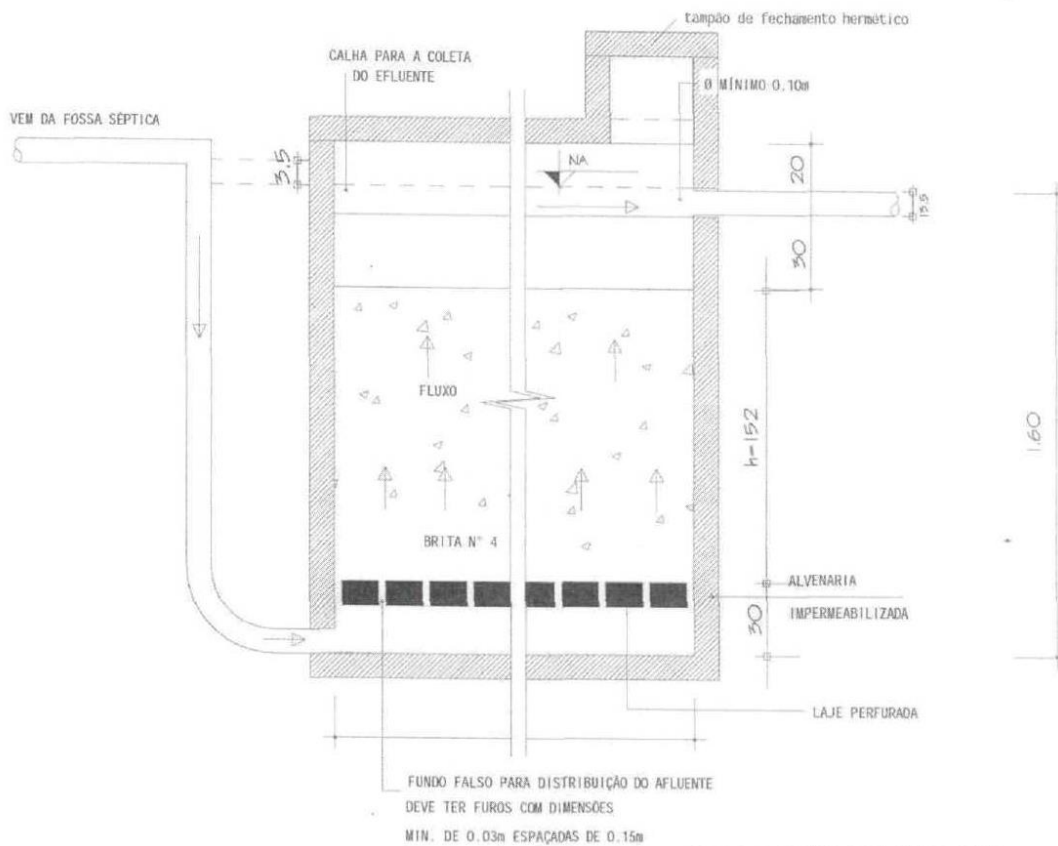 tampão de fechamento hermético
CALHA PARA A COLETA
DO EFLUENTE
Ø MÍNIMO 0.10m
VEM DA FOSSA SÉPTICA
3.5
NA
20
13.5
30
FLUXO
h=152
1.60
BRITA N° 4
ALVENARIA
IMPERMEABILIZADA
30
LAJE PERFURADA
FUNDO FALSO PARA DISTRIBUIÇÃO DO AFLUENTE
DEVE TER FUROS COM DIMENSÕES
MIN. DE 0.03m ESPAÇADAS DE 0.15m